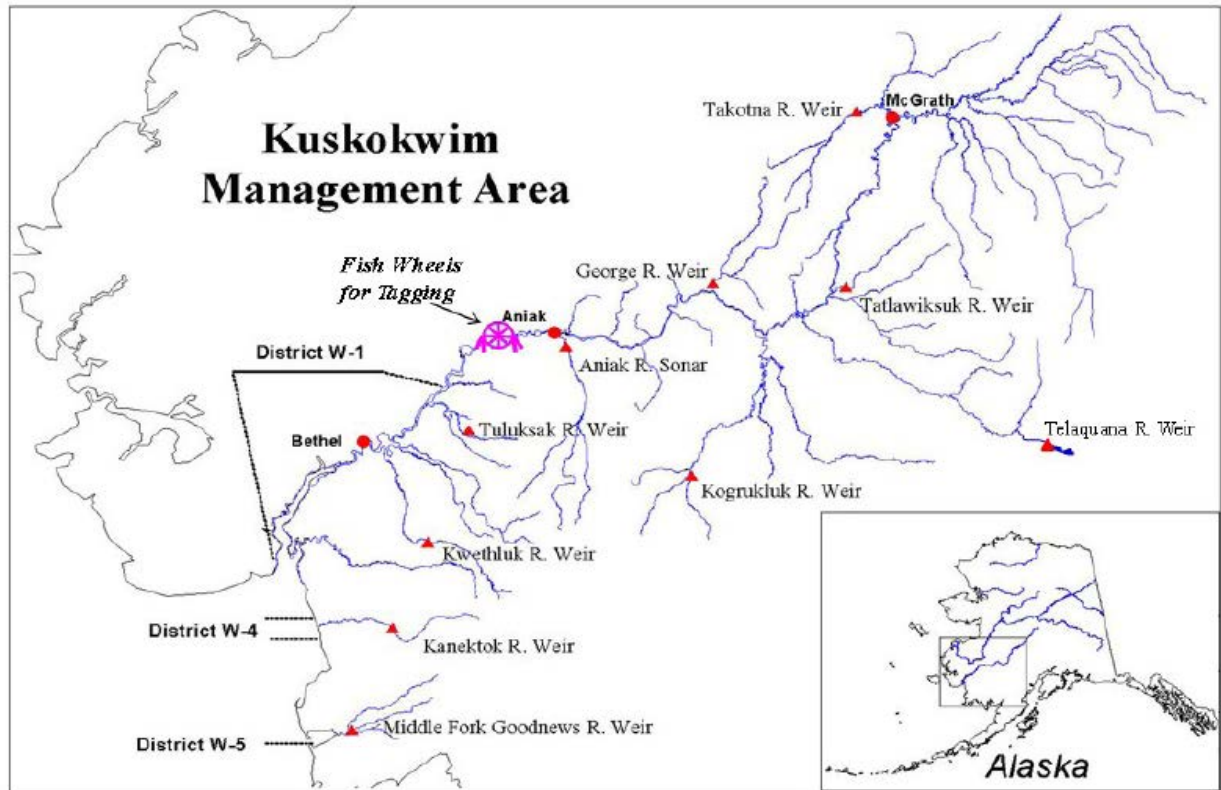 Kuskokwim
Management Area
Takotna R. Weir
McGrath
Fish Wheels
for Tagging
George R. Weir
Tatlawiksuk R. Weir
Aniak
District W-1
Aniak R. Sonar
Bethel
Tuluksak R. Weir
Telaquana R. Weir
Kogrukluk R. Weir
Kwethluk R. Weir
District W-4
Kanektok R. Weir
Middle Fork Goodnews R. Weir
District W-5
Alaska